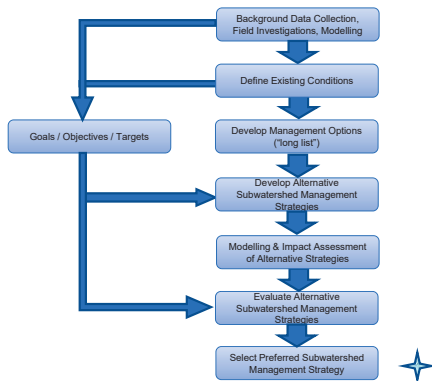 Background Data Collection,
Field Investigations, Modelling
Define Existing Conditions
Goals / Objectives / Targets
Develop Management Options
("long list")
Develop Alternative
Subwatershed Management
Strategies
Modelling & Impact Assessment
of Alternative Strategies
Evaluate Alternative
Subwatershed Management
Strategies
Select Preferred Subwatershed
Management Strategy